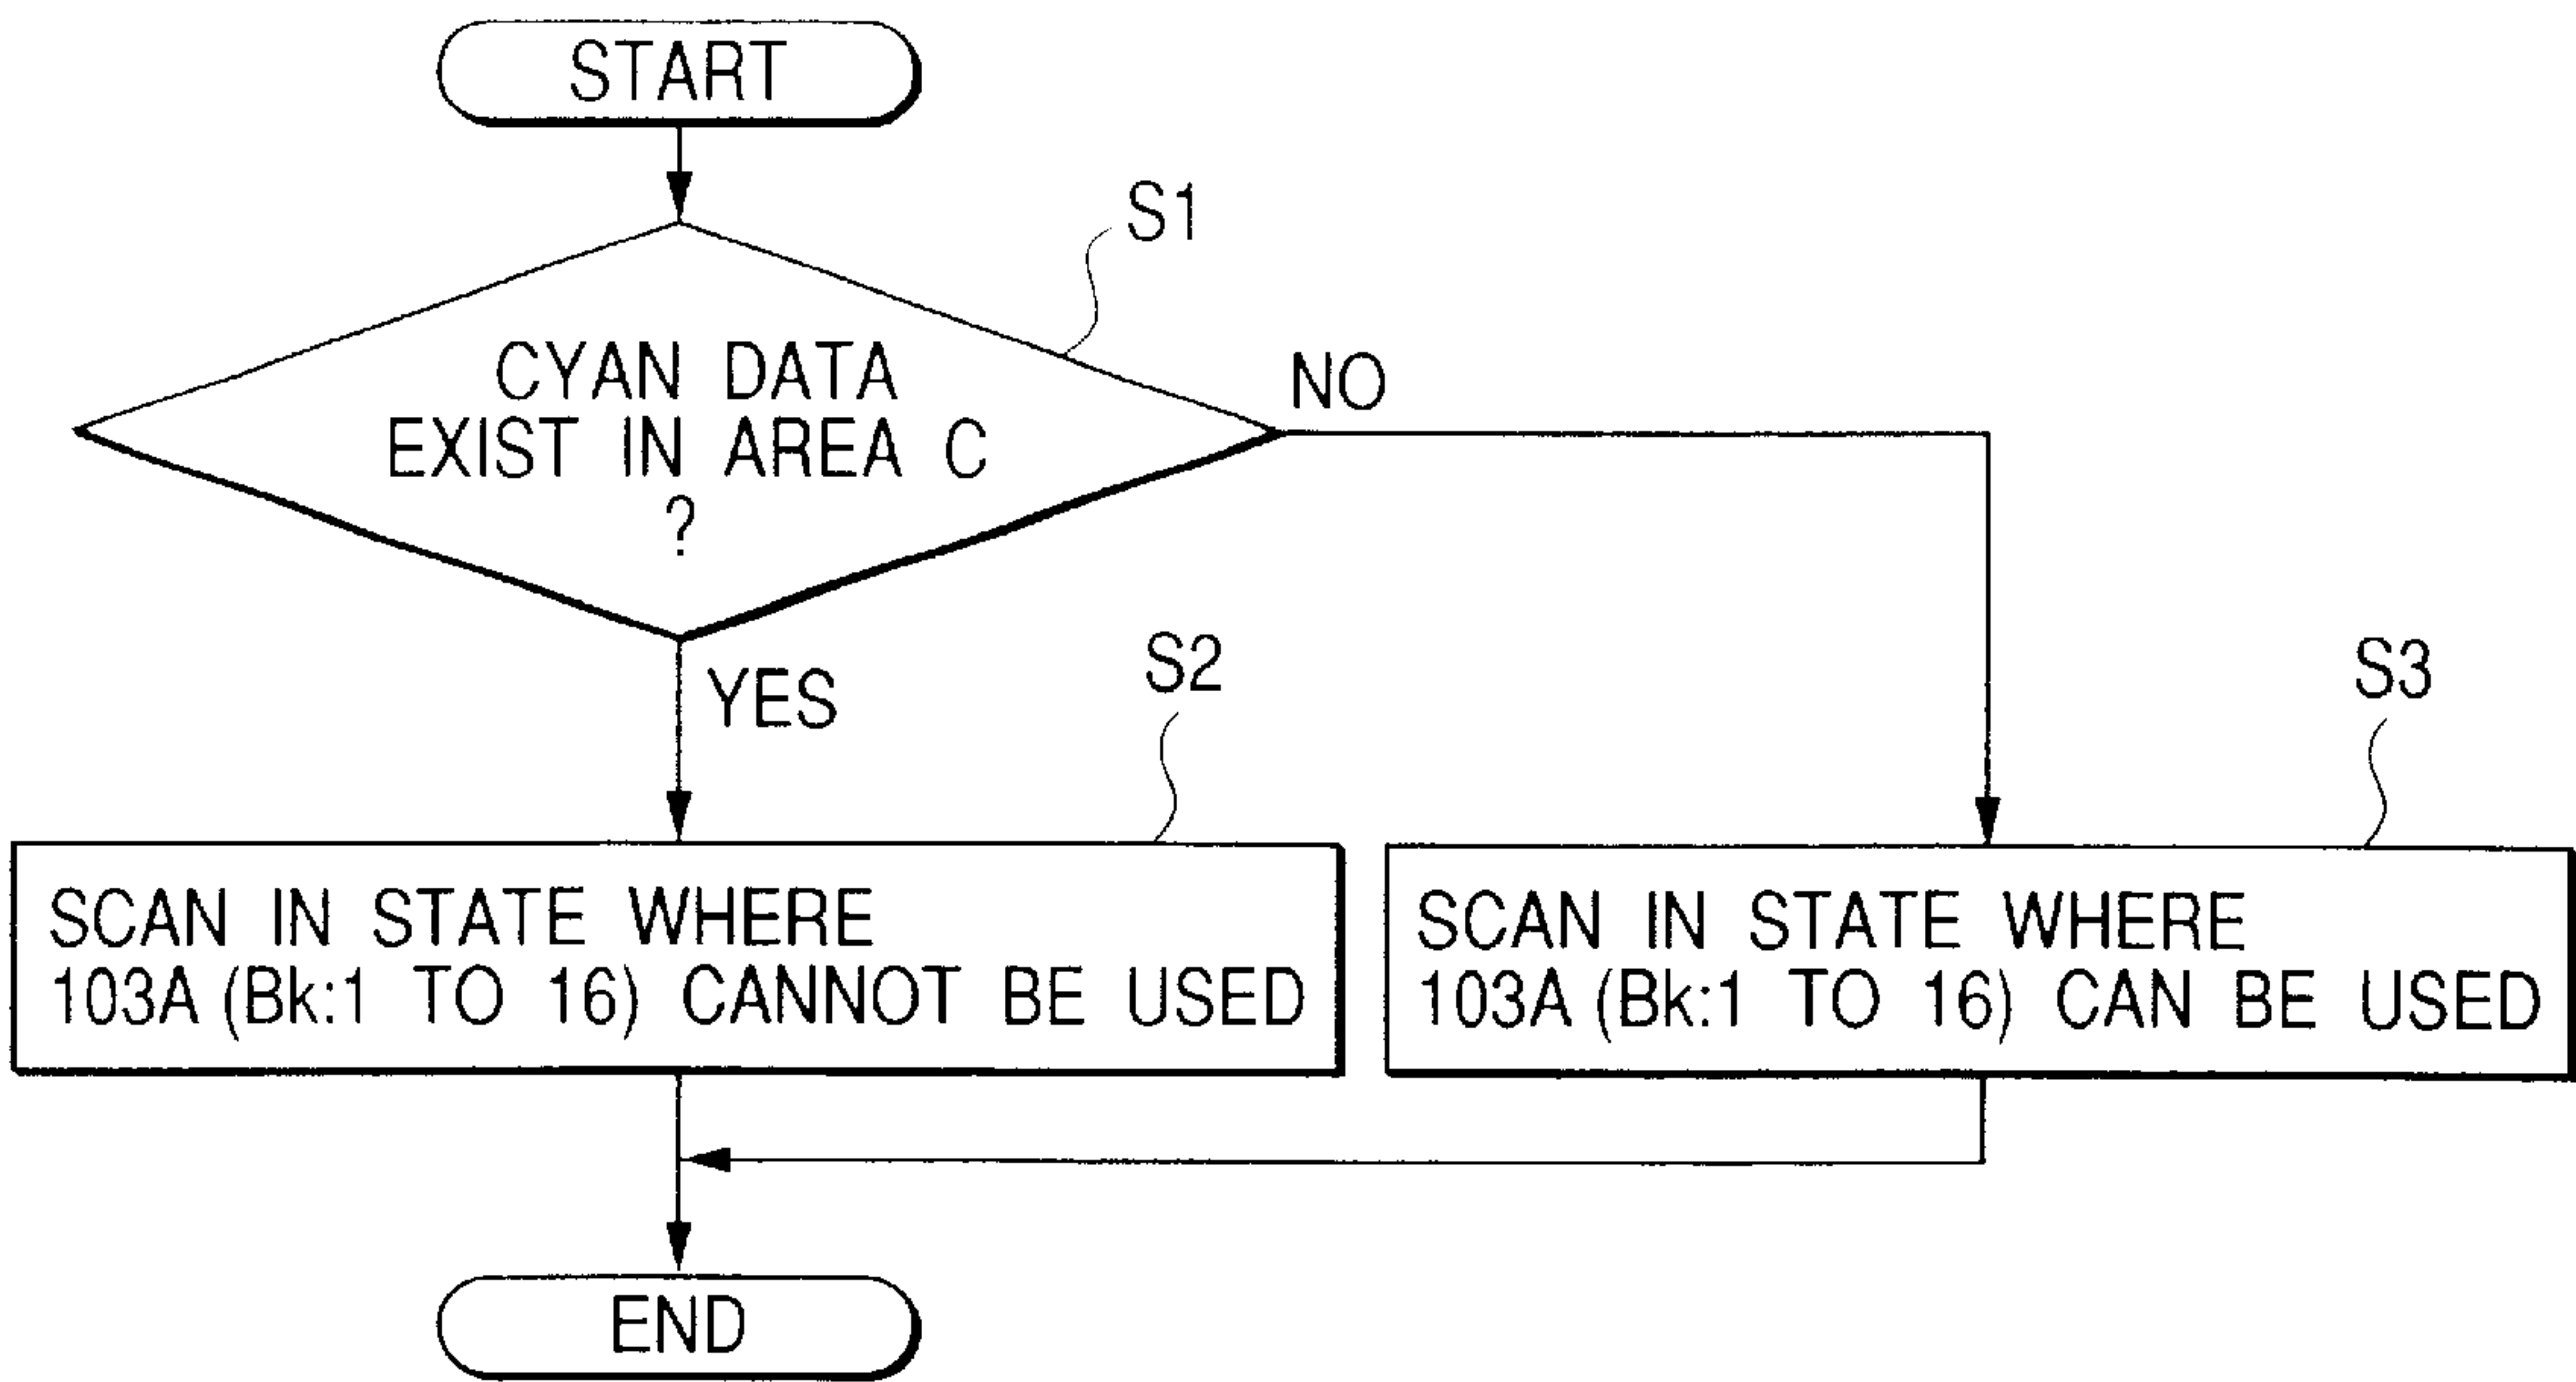 START
S1
CYAN DATA
EXIST IN AREA C
?
NO
YES
S2
S3
SCAN IN STATE WHERE
103A (Bk:1 TO 16) CANNOT BE USED
SCAN IN STATE WHERE
103A (Bk:1 TO 16) CAN BE USED
END